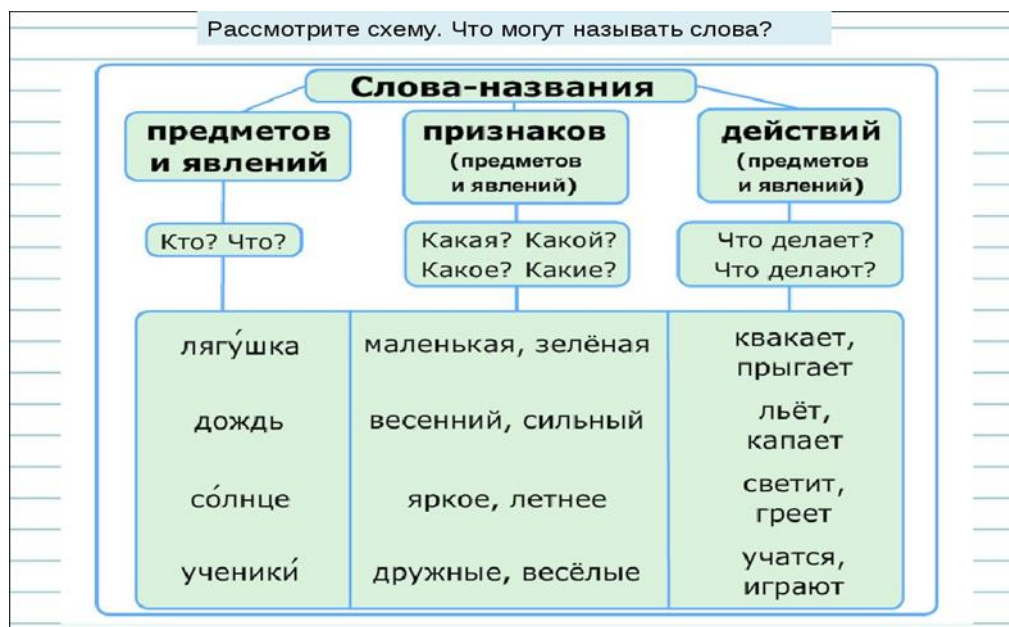 Рассмотрите схему. Что могут называть слова?
Слова-названия
предметов
и явлений
признаков
(предметов
и явлений)
действий
(предметов
и явлений)
Кто? Что?
Какая? Какой?
Какое? Какие?
Что делает?
Что делают?
лягу́шка
маленькая, зелёная
квакает,
прыгает
дождь
весенний, сильный
льёт,
капает
со́лнце
яркое, летнее
светит,
греет
ученики́
дружные, весёлые
учатся,
играют